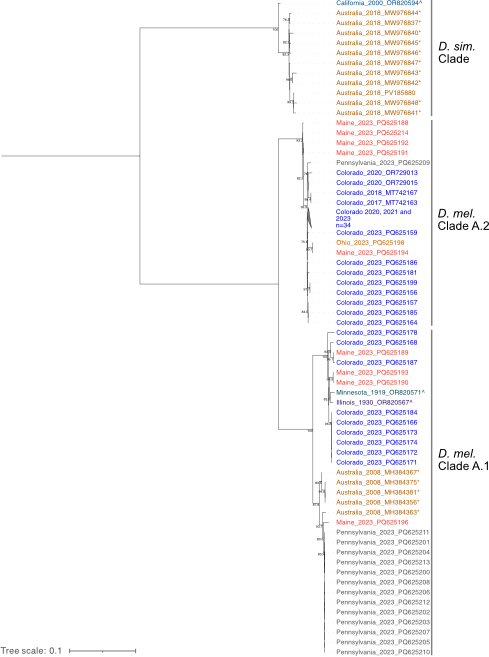 California_2000_OR820594^
Australia_2018_MW976844*
Australia_2018_MW976837*
Australia_2018_MW976840*
Australia_2018_MW976845*
Australia_2018_MW976846*
Australia_2018_MW976847*
Australia_2018_MW976843*
Australia_2018_MW976842*
Australia_2018_PV185880
Australia_2018_MW976848*
Australia_2018_MW976841*
D. sim.
Clade
Maine_2023_PQ625188
Maine_2023_PQ625214
Maine_2023_PQ625192
Maine_2023_PQ625191
Pennsylvania_2023_PQ625209
Colorado_2020_OR729013
Colorado_2020_OR729015
Colorado_2018_MT742167
Colorado_2017_MT742163
Colorado 2020, 2021 and
2023
n=34
Colorado_2023_PQ625159
Ohio_2023_PQ625198
Maine_2023_PQ625194
Colorado_2023_PQ625186
Colorado_2023_PQ625181
Colorado_2023_PQ625199
Colorado_2023_PQ625156
Colorado_2023_PQ625157
Colorado_2023_PQ625185
Colorado_2023_PQ625164
D. mel.
Clade A.2
Colorado_2023_PQ625178
Colorado_2023_PQ625168
Maine_2023_PQ625189
Colorado_2023_PQ625187
Maine_2023_PQ625193
Maine_2023_PQ625190
Minnesota_1919_OR820571^
Illinois_1930_OR820567^
Colorado_2023_PQ625184
Colorado_2023_PQ625166
Colorado_2023_PQ625173
Colorado_2023_PQ625174
Colorado_2023_PQ625172
Colorado_2023_PQ625171
Australia_2008_MH384367*
Australia_2008_MH384375*
Australia_2008_MH384381*
Australia_2008_MH384356*
Australia_2008_MH384363*
Maine_2023_PQ625196
Pennsylvania_2023_PQ625211
Pennsylvania_2023_PQ625201
Pennsylvania_2023_PQ625204
Pennsylvania_2023_PQ625213
Pennsylvania_2023_PQ625200
Pennsylvania_2023_PQ625208
Pennsylvania_2023_PQ625206
Pennsylvania_2023_PQ625212
Pennsylvania_2023_PQ625202
Pennsylvania_2023_PQ625203
Pennsylvania_2023_PQ625207
Pennsylvania_2023_PQ625205
Pennsylvania_2023_PQ625210
D. mel.
Clade A.1
Tree scale: 0.1